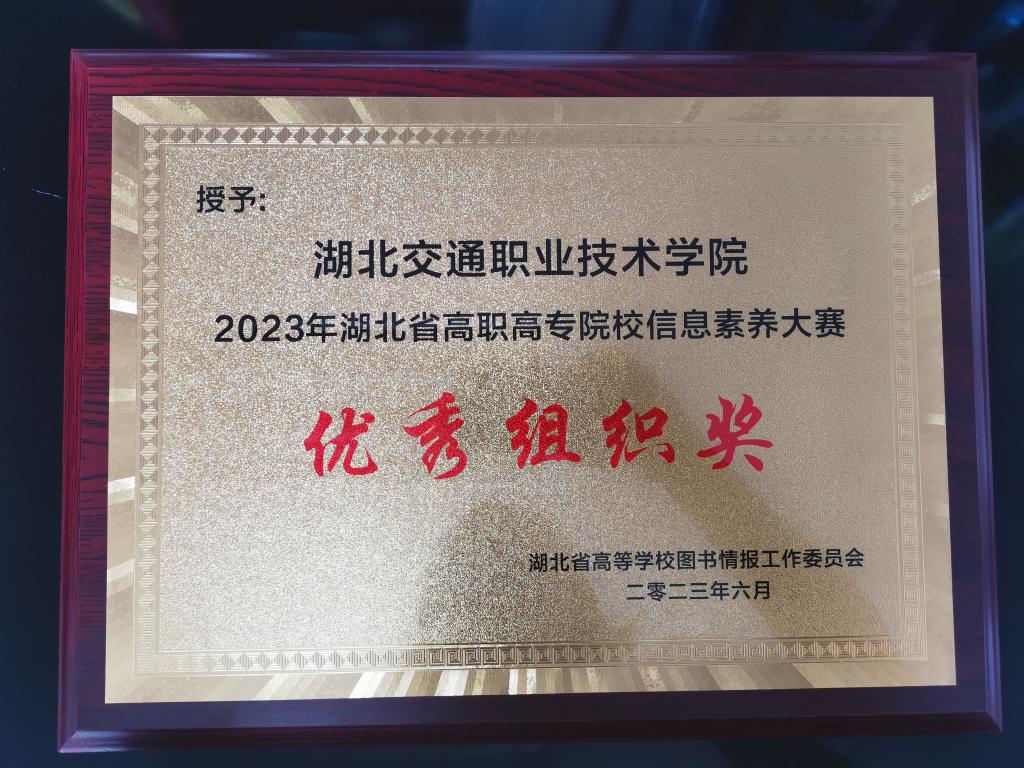 授予:
湖北交通职业技术学院
2023年湖北省高职高专院校信息素养大赛
优秀组织奖
湖北省高等学校图书情报工作委员会
二零二三年六月